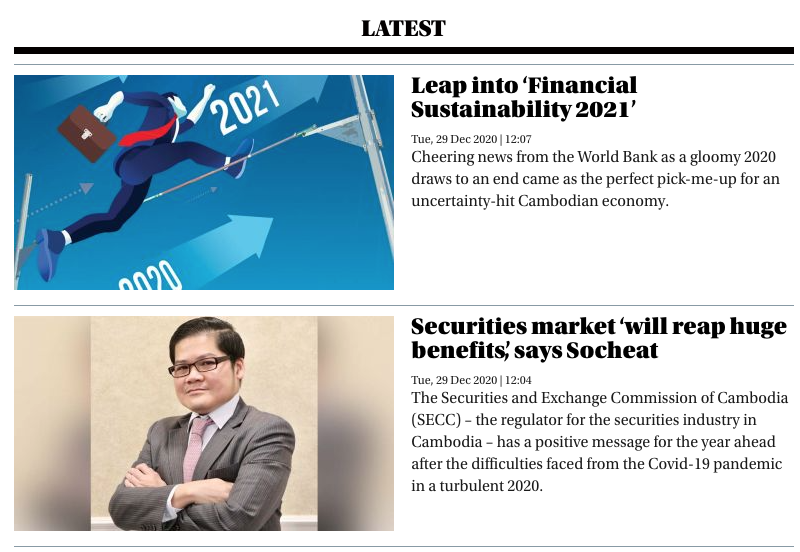 LATEST
2021
2020
Leap into ‘Financial
Sustainability 2021’
Tue, 29 Dec 2020 | 12:07
Cheering news from the World Bank as a gloomy 2020
draws to an end came as the perfect pick-me-up for an
uncertainty-hit Cambodian economy.
Securities market ‘will reap huge
benefits,’ says Socheat
Tue, 29 Dec 2020 | 12:04
The Securities and Exchange Commission of Cambodia
(SECC) – the regulator for the securities industry in
Cambodia – has a positive message for the year ahead
after the difficulties faced from the Covid-19 pandemic
in a turbulent 2020.